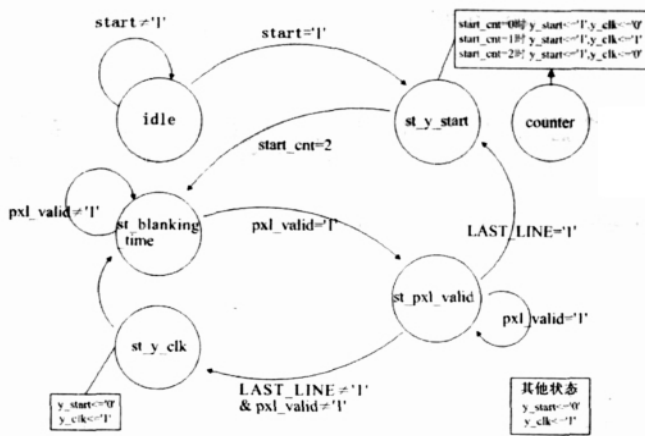 start≠'1'
start='1'
start_cnt=0时 y_start<='1',y_clk<='0'
start_cnt=1时 y_start<='1',y_clk<='1'
start_cnt=2时 y_start<='1',y_clk<='0'
idle
st_y_start
counter
start_cnt=2
pxl_valid≠'1'
st_blanking
time
pxl_valid='1'
LAST_LINE='1'
st_pxl_valid
pxl_valid='1'
st_y_clk
LAST_LINE≠'1'
& pxl_valid≠'1'
y_start<='0'
y_clk<='1'
其他状态
y_start<='0'
y_clk<='1'